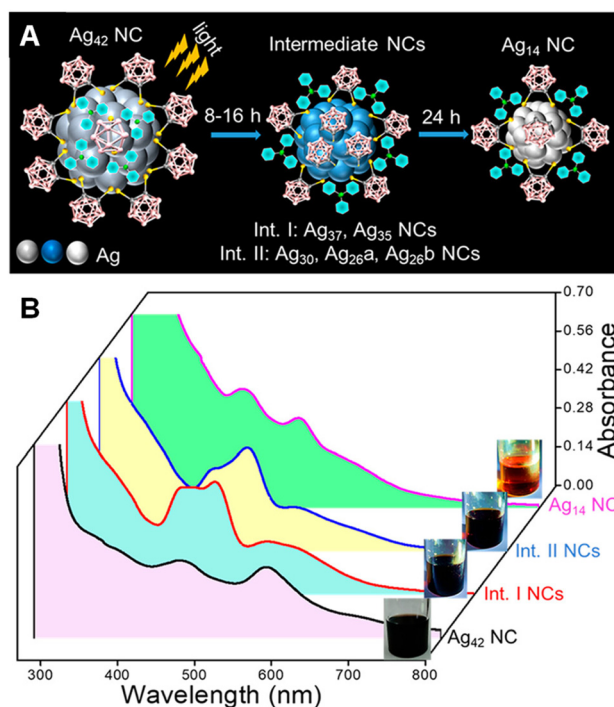 A
Ag₄₂ NC
light
Intermediate NCs
Ag₁₄ NC
8-16 h
24 h
Int. I: Ag₃₇, Ag₃₅ NCs
Int. II: Ag₃₀, Ag₂₆a, Ag₂₆b NCs
Ag
B
0.70
0.56
0.42
0.28
0.14
0.00
Absorbance
Ag₁₄ NC
Int. II NCs
Int. I NCs
Ag₄₂ NC
300 400 500 600 700 800
Wavelength (nm)